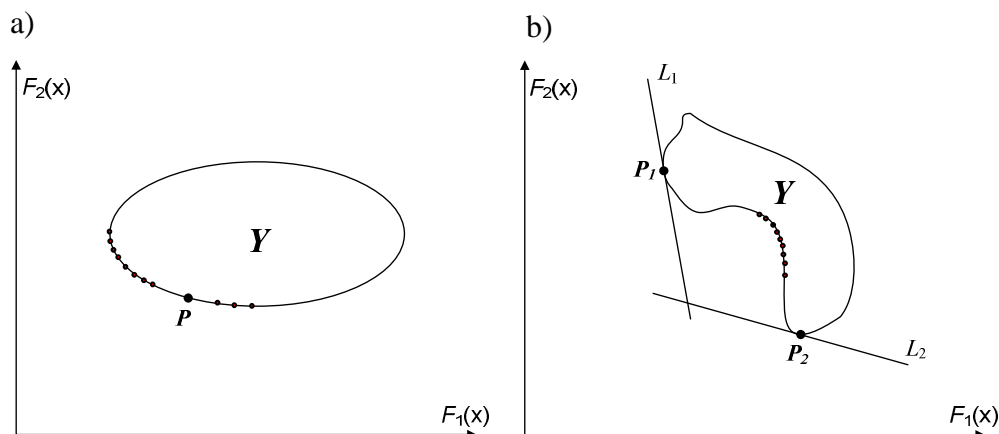 a)
F₂(x)
Y
P
F₁(x)
b)
F₂(x)
L₁
P₁
Y
P₂
L₂
F₁(x)